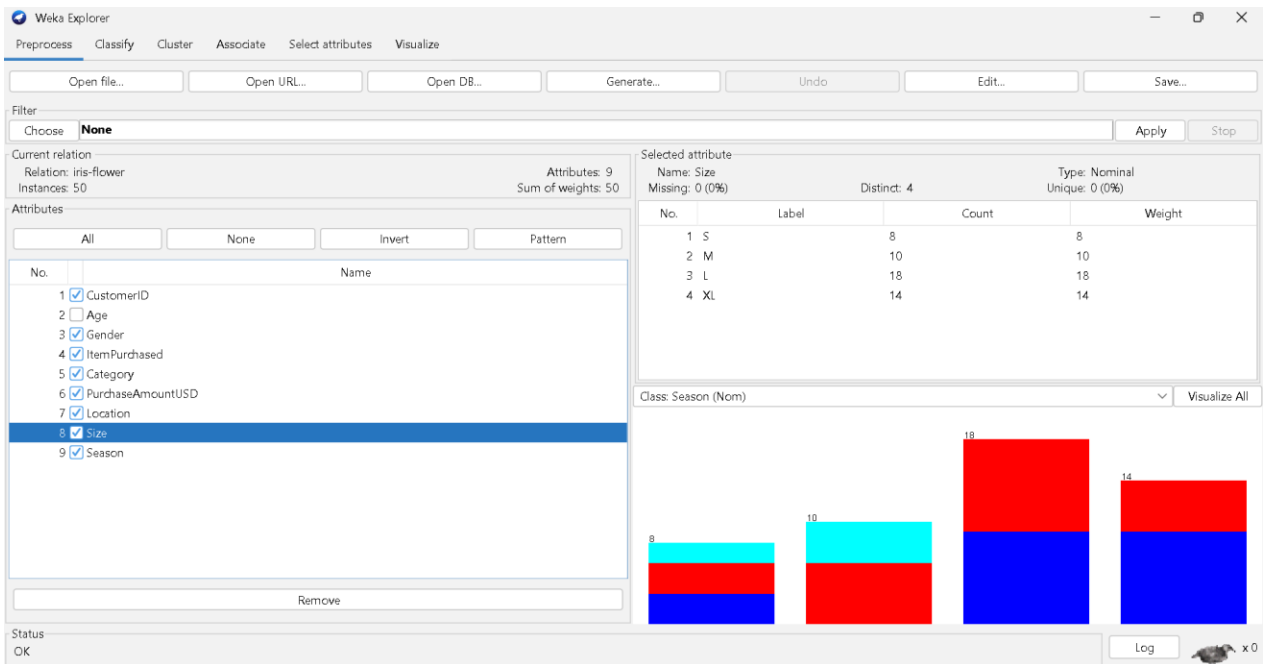 Weka Explorer
Preprocess Classify Cluster Associate Select attributes Visualize
Open file... Open URL... Open DB... Generate... Undo Edit... Save...
Filter
Choose None Apply Stop
Current relation
Relation: iris-flower Attributes: 9
Instances: 50 Sum of weights: 50
Selected attribute
Name: Size Type: Nominal
Missing: 0 (0%) Distinct: 4 Unique: 0 (0%)
Attributes
All None Invert Pattern
No. Name
1 CustomerID
2 Age
3 Gender
4 ItemPurchased
5 Category
6 PurchaseAmountUSD
7 Location
8 Size
9 Season
Remove
No. Label Count Weight
1 S 8 8
2 M 10 10
3 L 18 18
4 XL 14 14
Class: Season (Nom) Visualize All
8
10
18
14
Status
OK
Log x 0